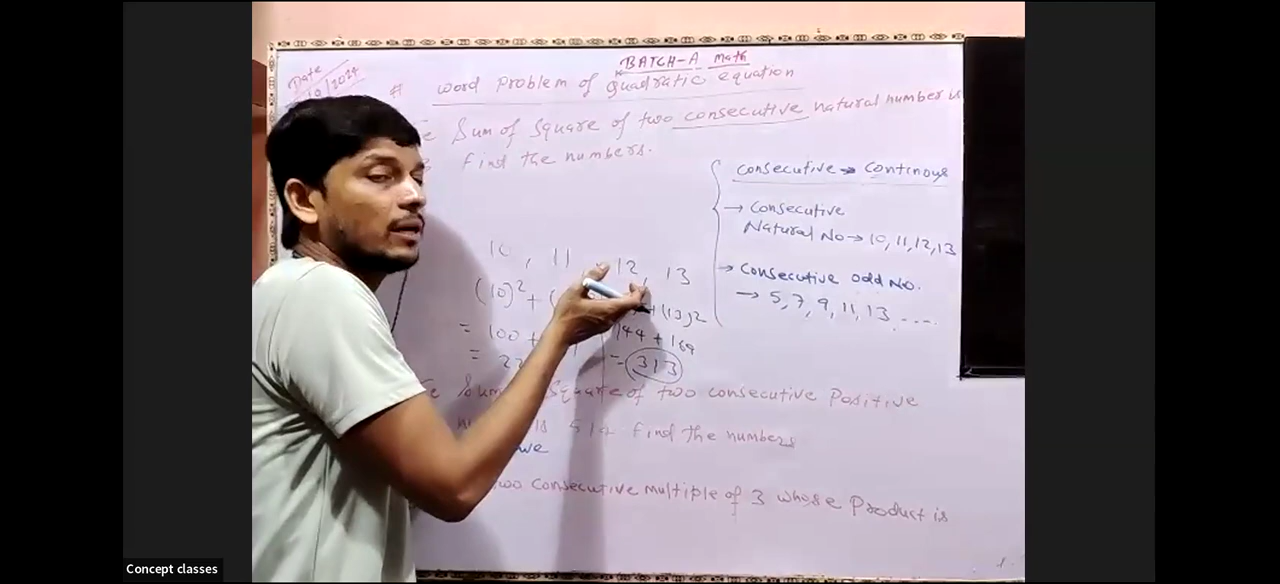 BATCH-A Math
Date
/2024
# word Problem of quadratic equation
Sum of square of two consecutive natural number is
Find the numbers.
consecutive → continous
→ Consecutive
Natural No → 10, 11, 12, 13
→ Consecutive odd No.
→ 5, 7, 9, 11, 13 ....
10, 11 12, 13
(10)² + + (13)2
= 100 + 144 + 169
= 22 = 313
Sum Square of two consecutive Positive
is Find the numbers
two consecutive multiple of 3 whose Product is
Concept classes